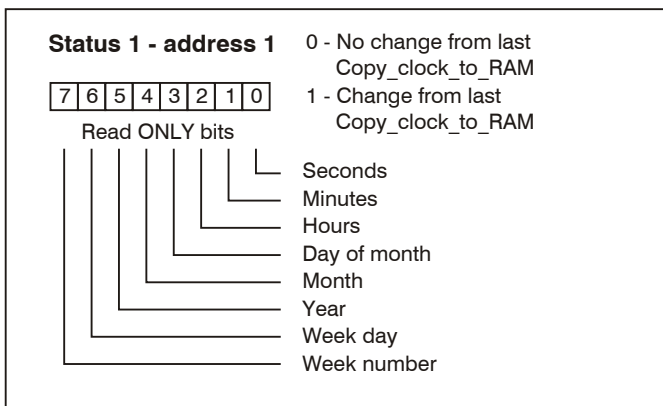 Status 1 - address 1
0 - No change from last
Copy_clock_to_RAM
1 - Change from last
Copy_clock_to_RAM
7 6 5 4 3 2 1 0
Read ONLY bits
Seconds
Minutes
Hours
Day of month
Month
Year
Week day
Week number